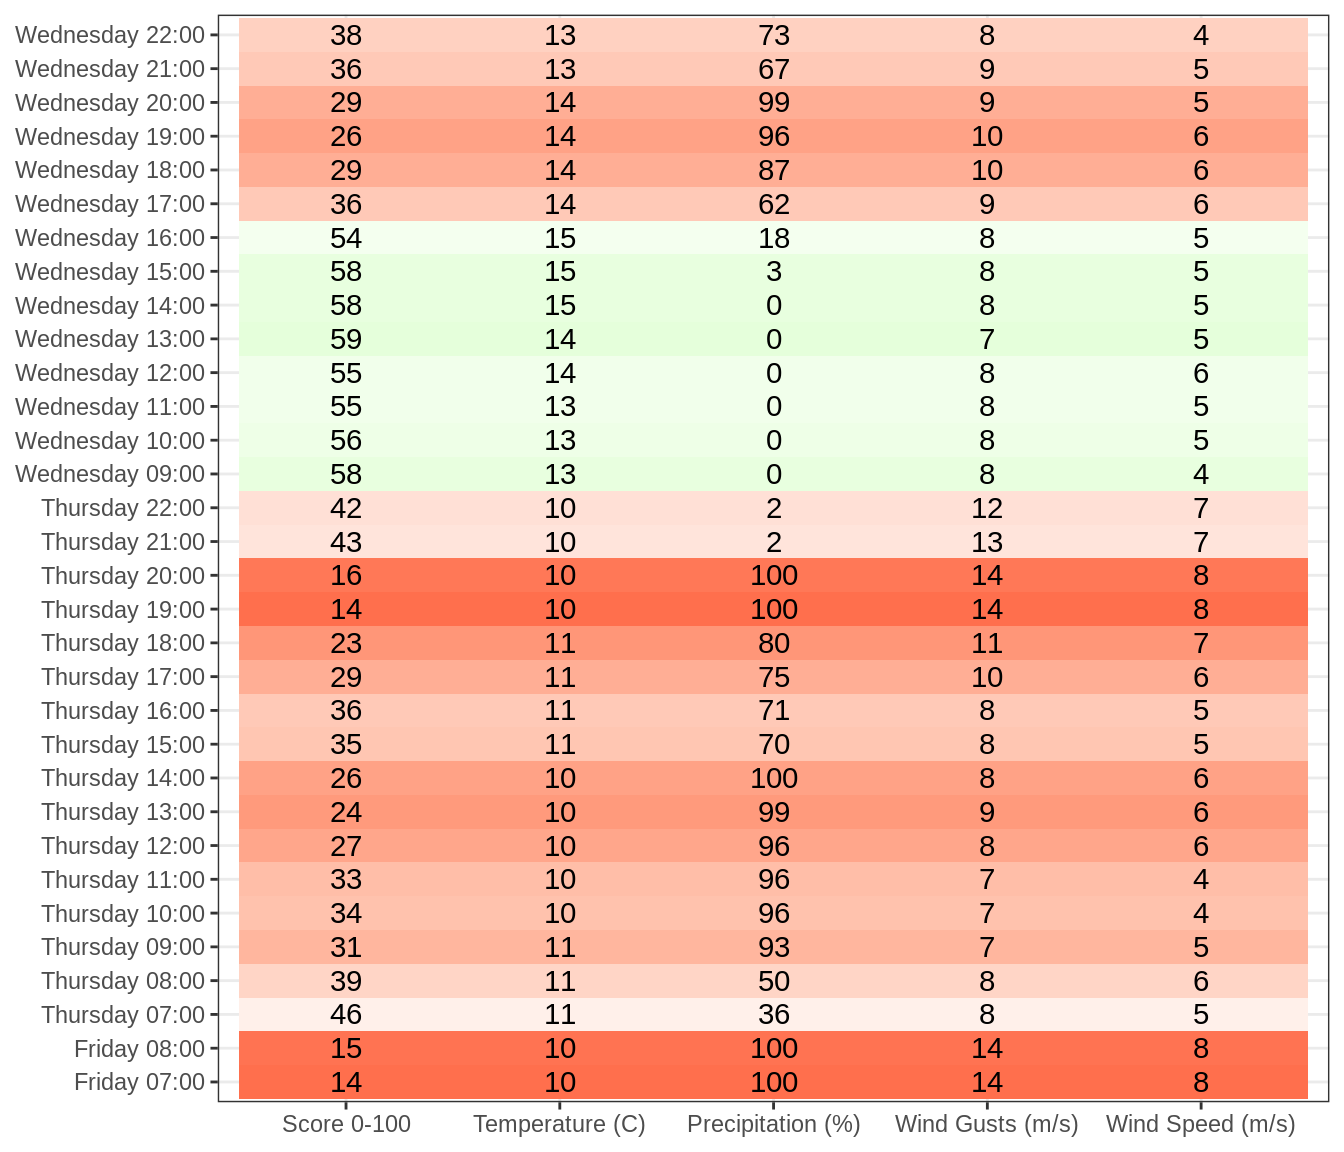 Wednesday 22:00 38 13 73 8 4
Wednesday 21:00 36 13 67 9 5
Wednesday 20:00 29 14 99 9 5
Wednesday 19:00 26 14 96 10 6
Wednesday 18:00 29 14 87 10 6
Wednesday 17:00 36 14 62 9 6
Wednesday 16:00 54 15 18 8 5
Wednesday 15:00 58 15 3 8 5
Wednesday 14:00 58 15 0 8 5
Wednesday 13:00 59 14 0 7 5
Wednesday 12:00 55 14 0 8 6
Wednesday 11:00 55 13 0 8 5
Wednesday 10:00 56 13 0 8 5
Wednesday 09:00 58 13 0 8 4
Thursday 22:00 42 10 2 12 7
Thursday 21:00 43 10 2 13 7
Thursday 20:00 16 10 100 14 8
Thursday 19:00 14 10 100 14 8
Thursday 18:00 23 11 80 11 7
Thursday 17:00 29 11 75 10 6
Thursday 16:00 36 11 71 8 5
Thursday 15:00 35 11 70 8 5
Thursday 14:00 26 10 100 8 6
Thursday 13:00 24 10 99 9 6
Thursday 12:00 27 10 96 8 6
Thursday 11:00 33 10 96 7 4
Thursday 10:00 34 10 96 7 4
Thursday 09:00 31 11 93 7 5
Thursday 08:00 39 11 50 8 6
Thursday 07:00 46 11 36 8 5
Friday 08:00 15 10 100 14 8
Friday 07:00 14 10 100 14 8
Score 0-100 Temperature (C) Precipitation (%) Wind Gusts (m/s) Wind Speed (m/s)